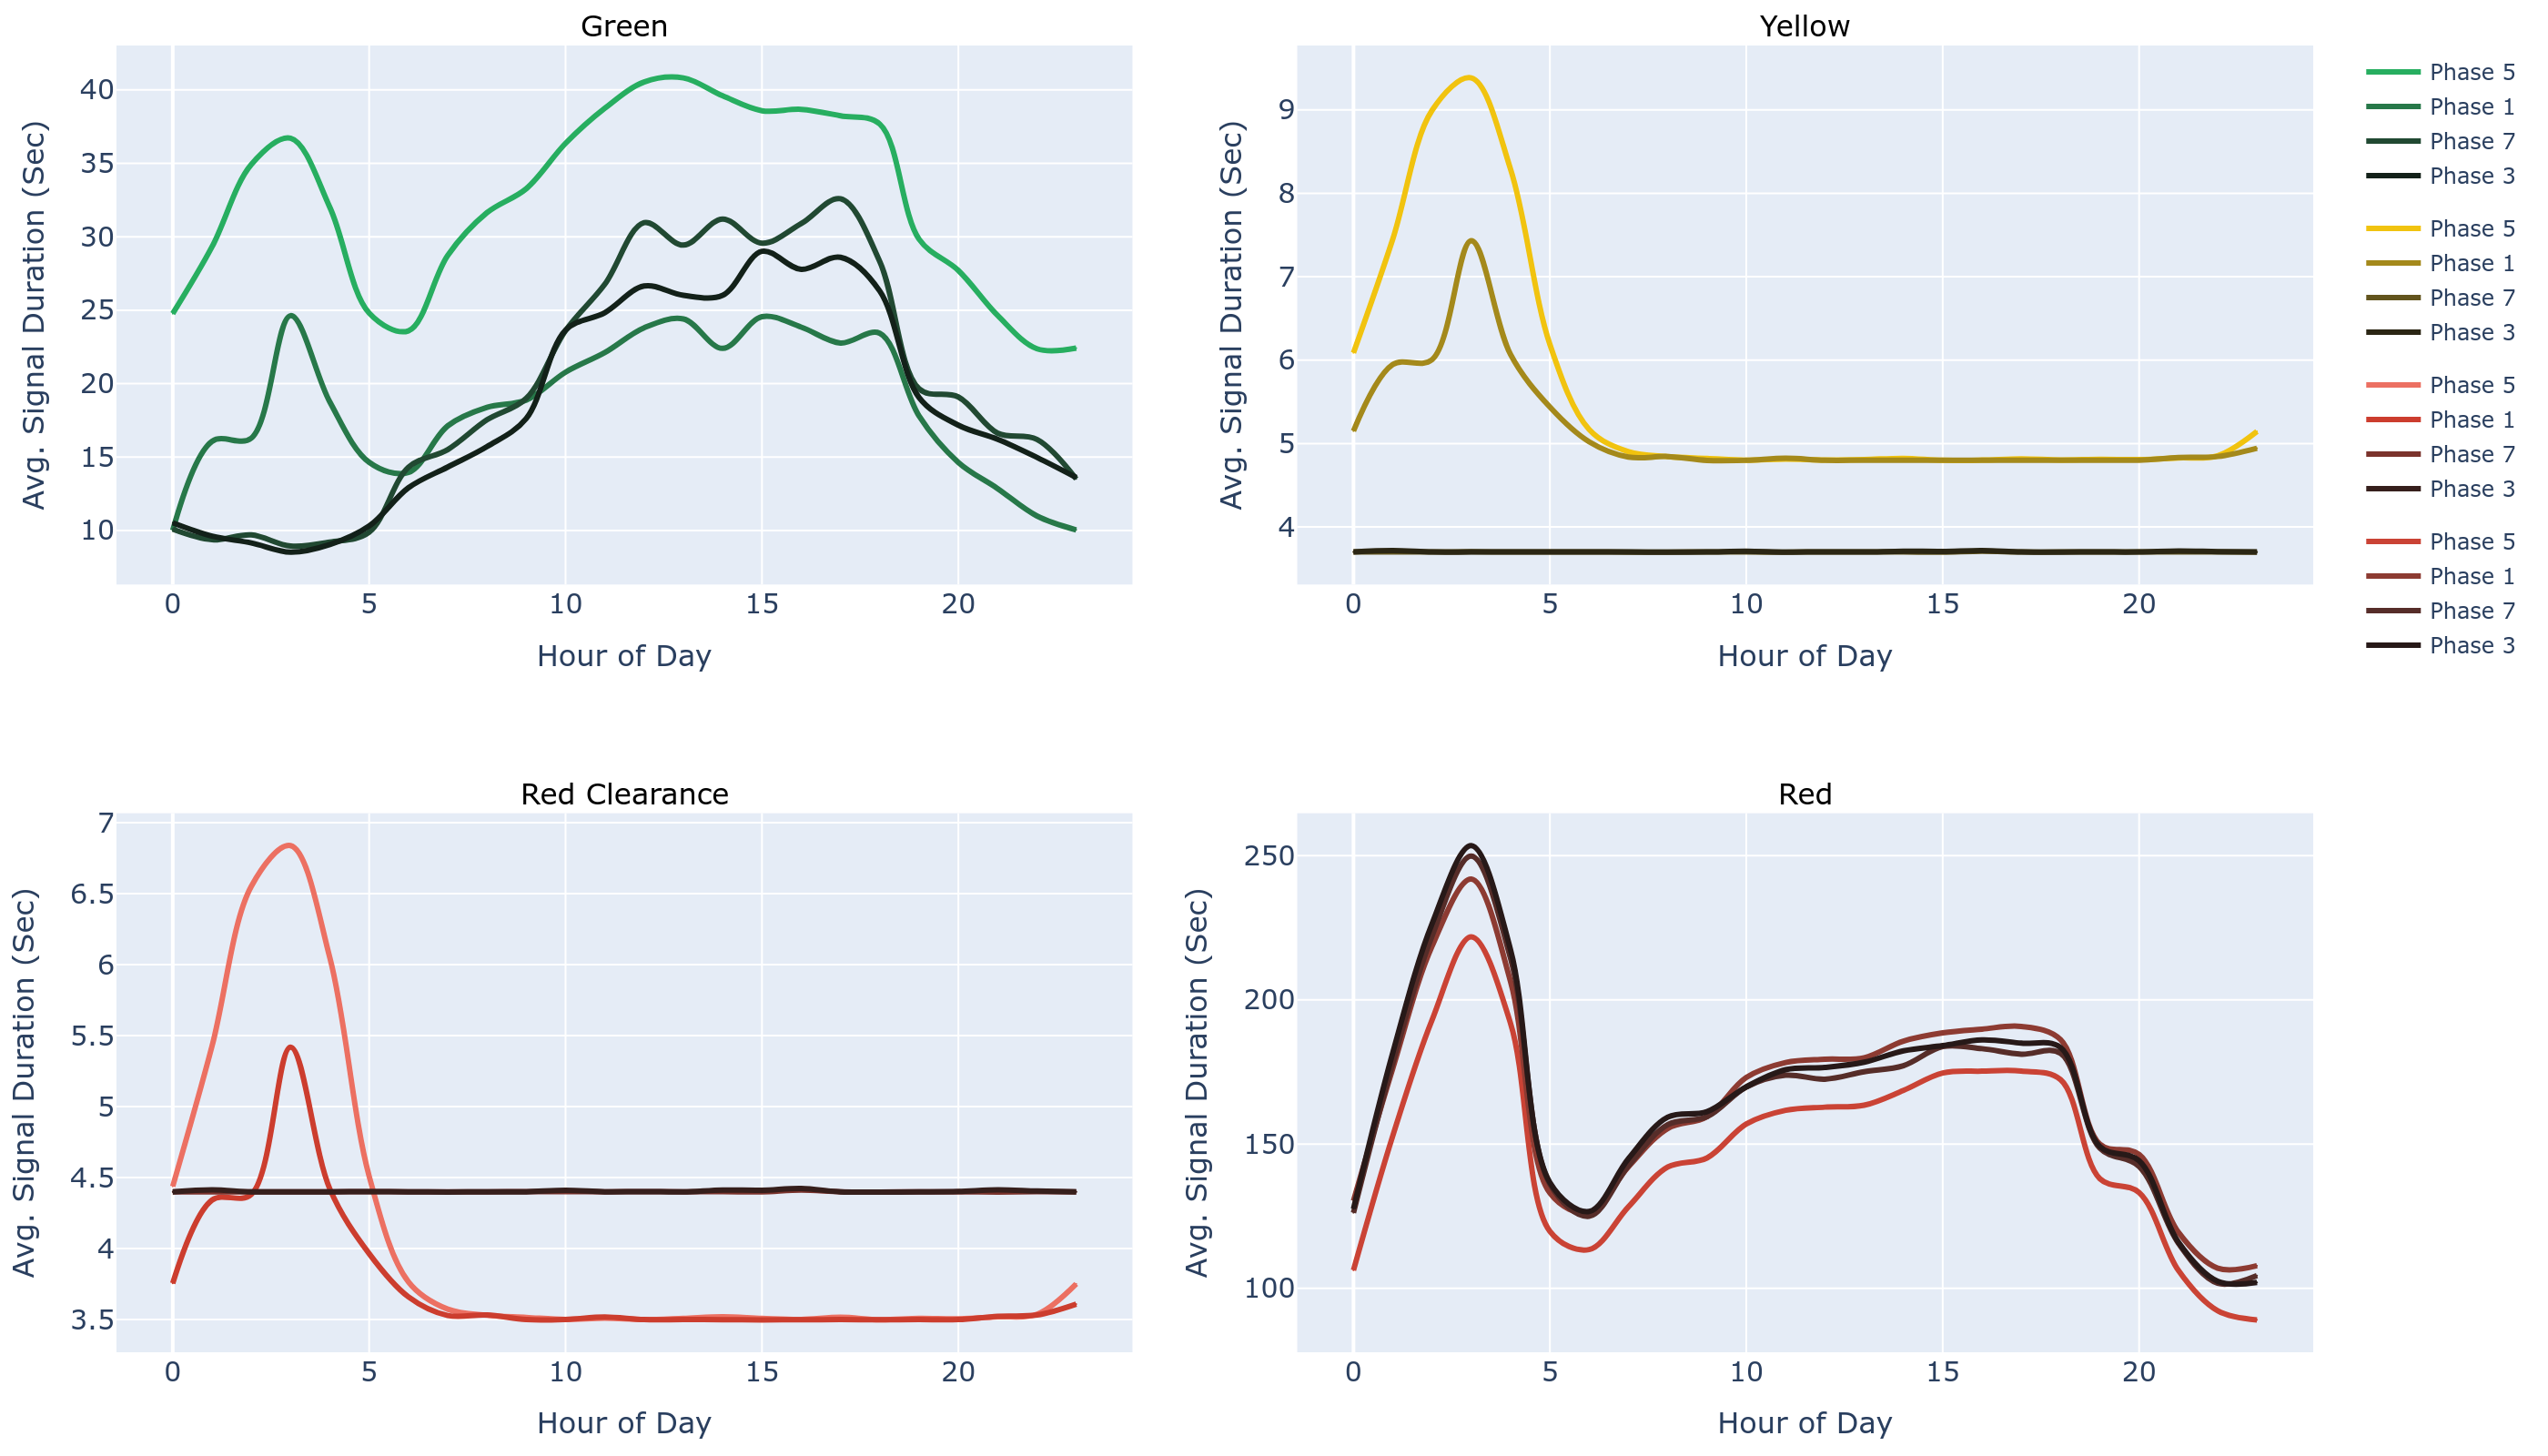 Green
Avg. Signal Duration (Sec)
40
35
30
25
20
15
10
0 5 10 15 20
Hour of Day
Yellow
Avg. Signal Duration (Sec)
9
8
7
6
5
4
0 5 10 15 20
Hour of Day
Phase 5
Phase 1
Phase 7
Phase 3
Phase 5
Phase 1
Phase 7
Phase 3
Phase 5
Phase 1
Phase 7
Phase 3
Phase 5
Phase 1
Phase 7
Phase 3
Red Clearance
Avg. Signal Duration (Sec)
7
6.5
6
5.5
5
4.5
4
3.5
0 5 10 15 20
Hour of Day
Red
Avg. Signal Duration (Sec)
250
200
150
100
0 5 10 15 20
Hour of Day